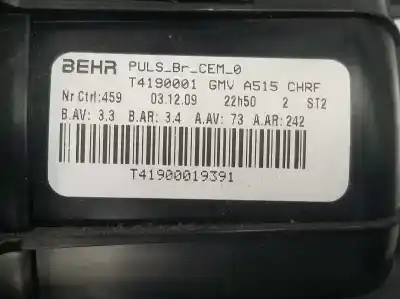 BEHR PULS_Br_CEM_0
T4190001 GMV A515 CHRF
Nr Ctrl:459 03.12.09 22h50 2 ST2
B.AV: 3.3 B.AR: 3.4 A.AV: 73 A.AR: 242
T41900019391